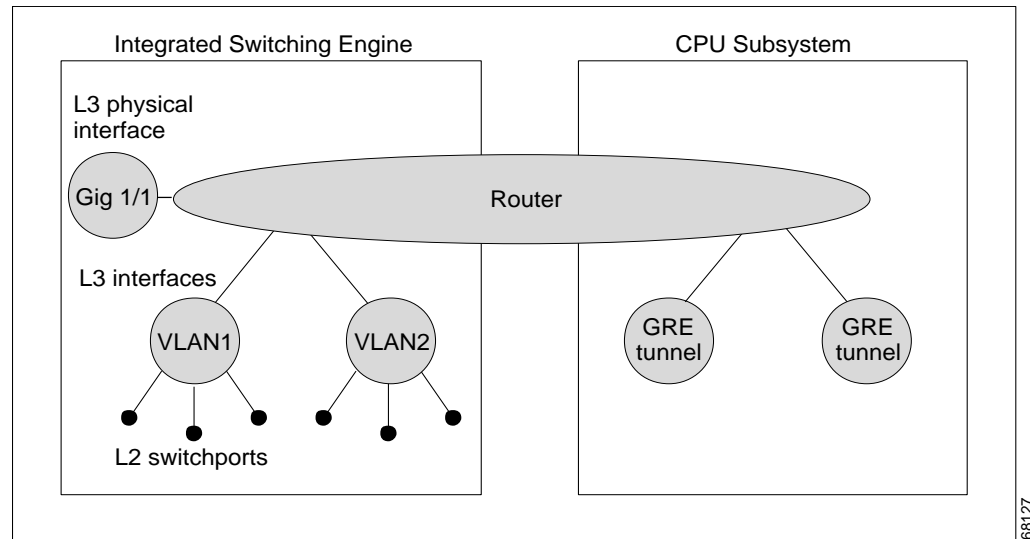 Integrated Switching Engine
CPU Subsystem
L3 physical
interface
Gig 1/1
Router
L3 interfaces
VLAN1
VLAN2
GRE
tunnel
GRE
tunnel
L2 switchports
68127